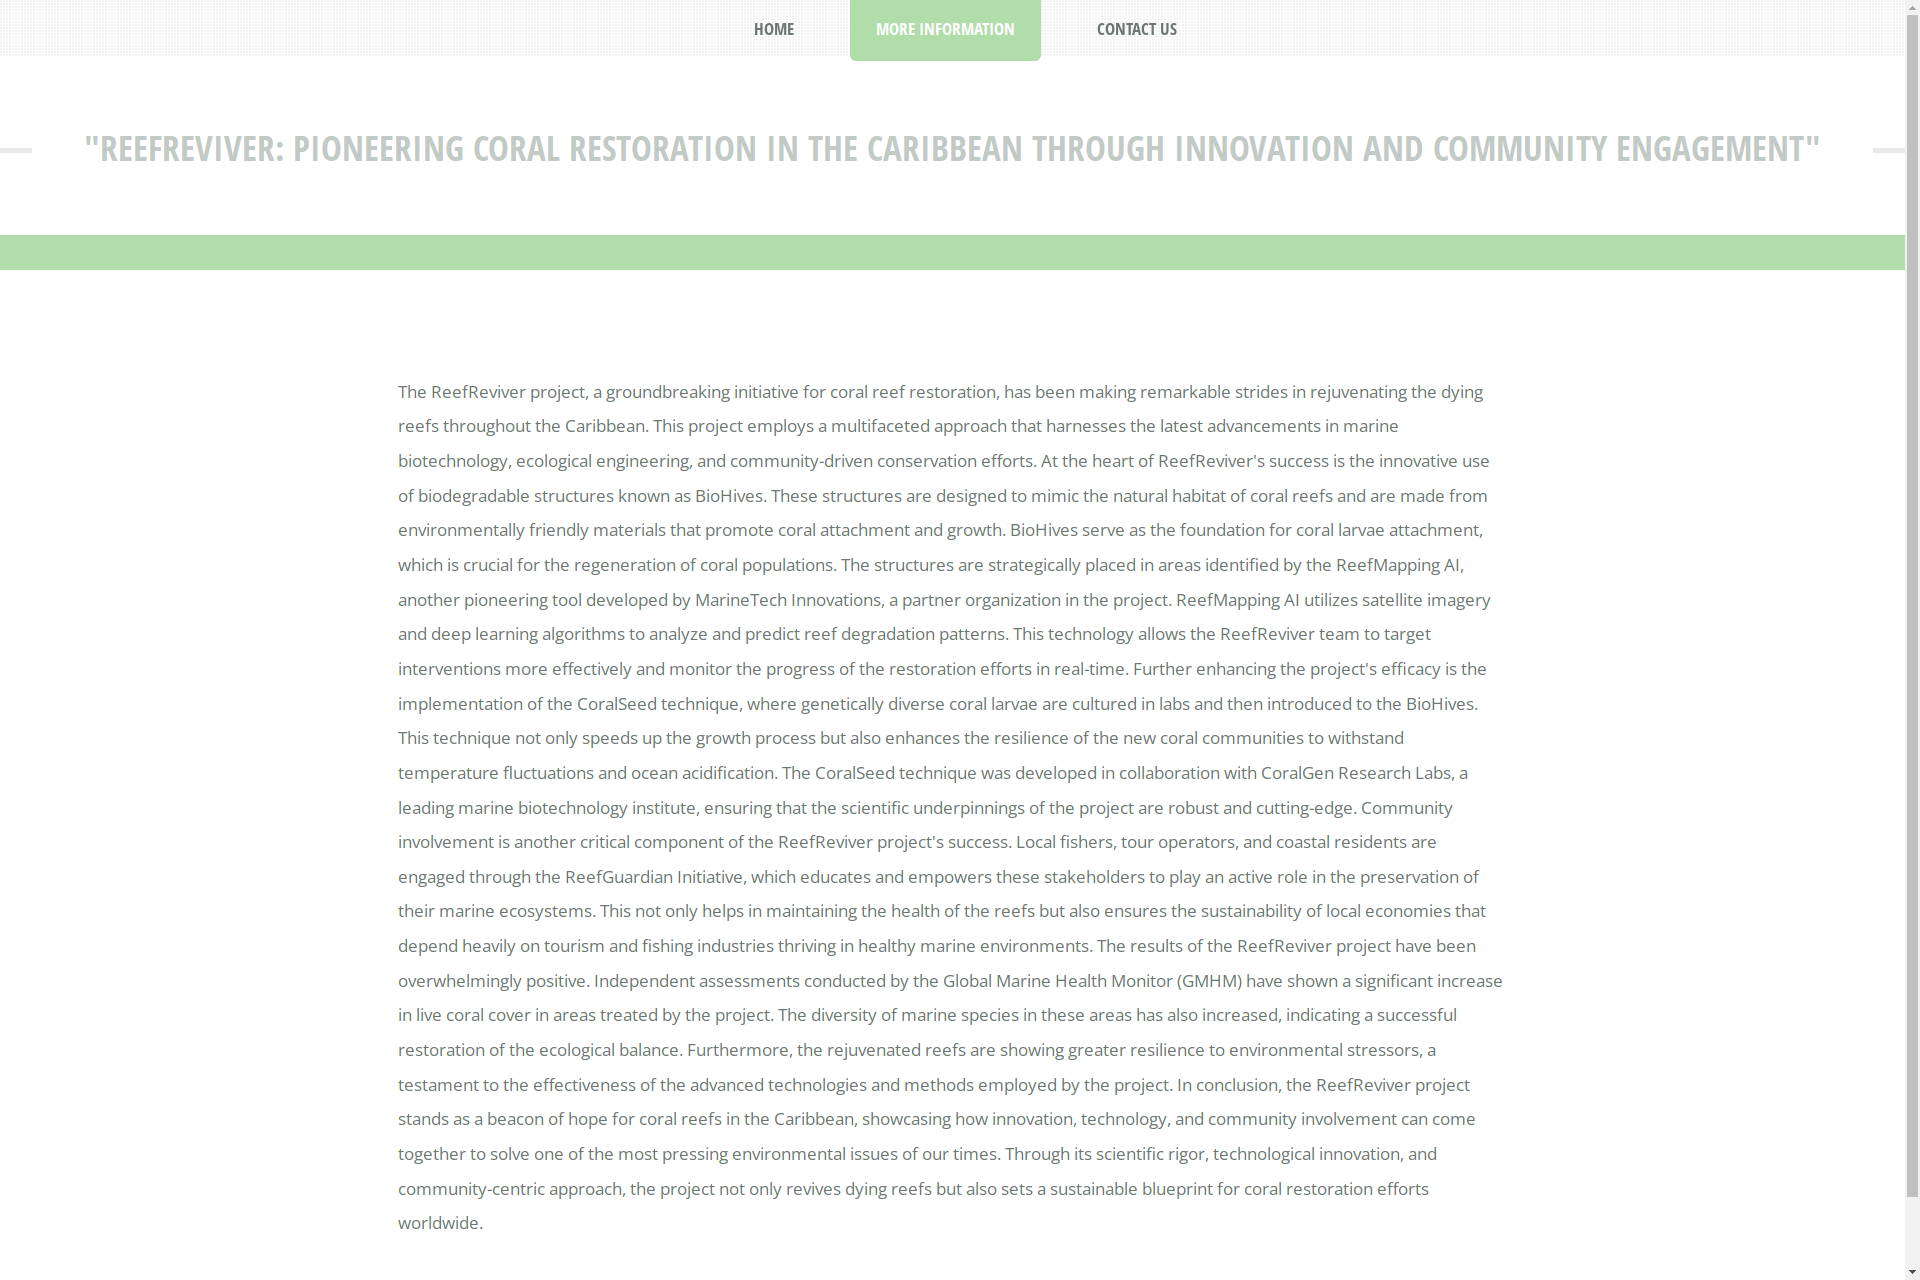 HOME
MORE INFORMATION
CONTACT US
"REEFREVIVER: PIONEERING CORAL RESTORATION IN THE CARIBBEAN THROUGH INNOVATION AND COMMUNITY ENGAGEMENT"
The ReefReviver project, a groundbreaking initiative for coral reef restoration, has been making remarkable strides in rejuvenating the dying
reefs throughout the Caribbean. This project employs a multifaceted approach that harnesses the latest advancements in marine
biotechnology, ecological engineering, and community-driven conservation efforts. At the heart of ReefReviver's success is the innovative use
of biodegradable structures known as BioHives. These structures are designed to mimic the natural habitat of coral reefs and are made from
environmentally friendly materials that promote coral attachment and growth. BioHives serve as the foundation for coral larvae attachment,
which is crucial for the regeneration of coral populations. The structures are strategically placed in areas identified by the ReefMapping AI,
another pioneering tool developed by MarineTech Innovations, a partner organization in the project. ReefMapping AI utilizes satellite imagery
and deep learning algorithms to analyze and predict reef degradation patterns. This technology allows the ReefReviver team to target
interventions more effectively and monitor the progress of the restoration efforts in real-time. Further enhancing the project's efficacy is the
implementation of the CoralSeed technique, where genetically diverse coral larvae are cultured in labs and then introduced to the BioHives.
This technique not only speeds up the growth process but also enhances the resilience of the new coral communities to withstand
temperature fluctuations and ocean acidification. The CoralSeed technique was developed in collaboration with CoralGen Research Labs, a
leading marine biotechnology institute, ensuring that the scientific underpinnings of the project are robust and cutting-edge. Community
involvement is another critical component of the ReefReviver project's success. Local fishers, tour operators, and coastal residents are
engaged through the ReefGuardian Initiative, which educates and empowers these stakeholders to play an active role in the preservation of
their marine ecosystems. This not only helps in maintaining the health of the reefs but also ensures the sustainability of local economies that
depend heavily on tourism and fishing industries thriving in healthy marine environments. The results of the ReefReviver project have been
overwhelmingly positive. Independent assessments conducted by the Global Marine Health Monitor (GMHM) have shown a significant increase
in live coral cover in areas treated by the project. The diversity of marine species in these areas has also increased, indicating a successful
restoration of the ecological balance. Furthermore, the rejuvenated reefs are showing greater resilience to environmental stressors, a
testament to the effectiveness of the advanced technologies and methods employed by the project. In conclusion, the ReefReviver project
stands as a beacon of hope for coral reefs in the Caribbean, showcasing how innovation, technology, and community involvement can come
together to solve one of the most pressing environmental issues of our times. Through its scientific rigor, technological innovation, and
community-centric approach, the project not only revives dying reefs but also sets a sustainable blueprint for coral restoration efforts
worldwide.